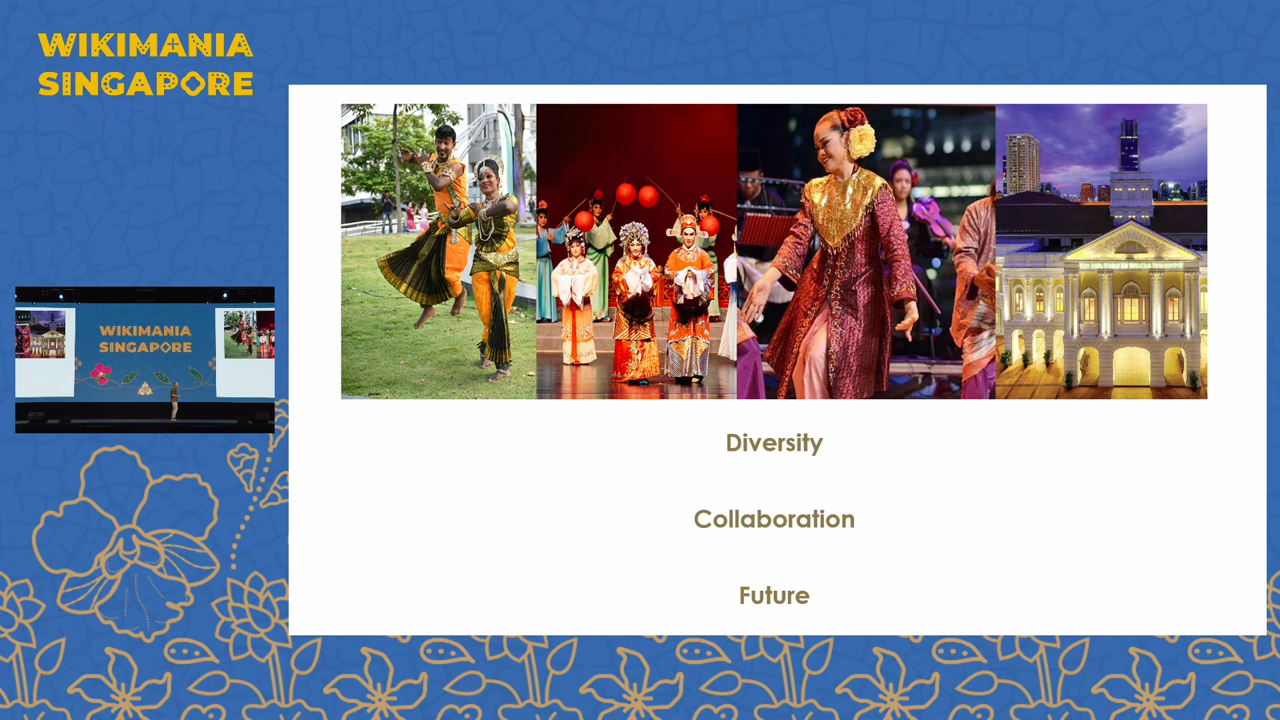 WIKIMANIA
SINGAPORE
WIKIMANIA
SINGAPORE
Diversity
Collaboration
Future